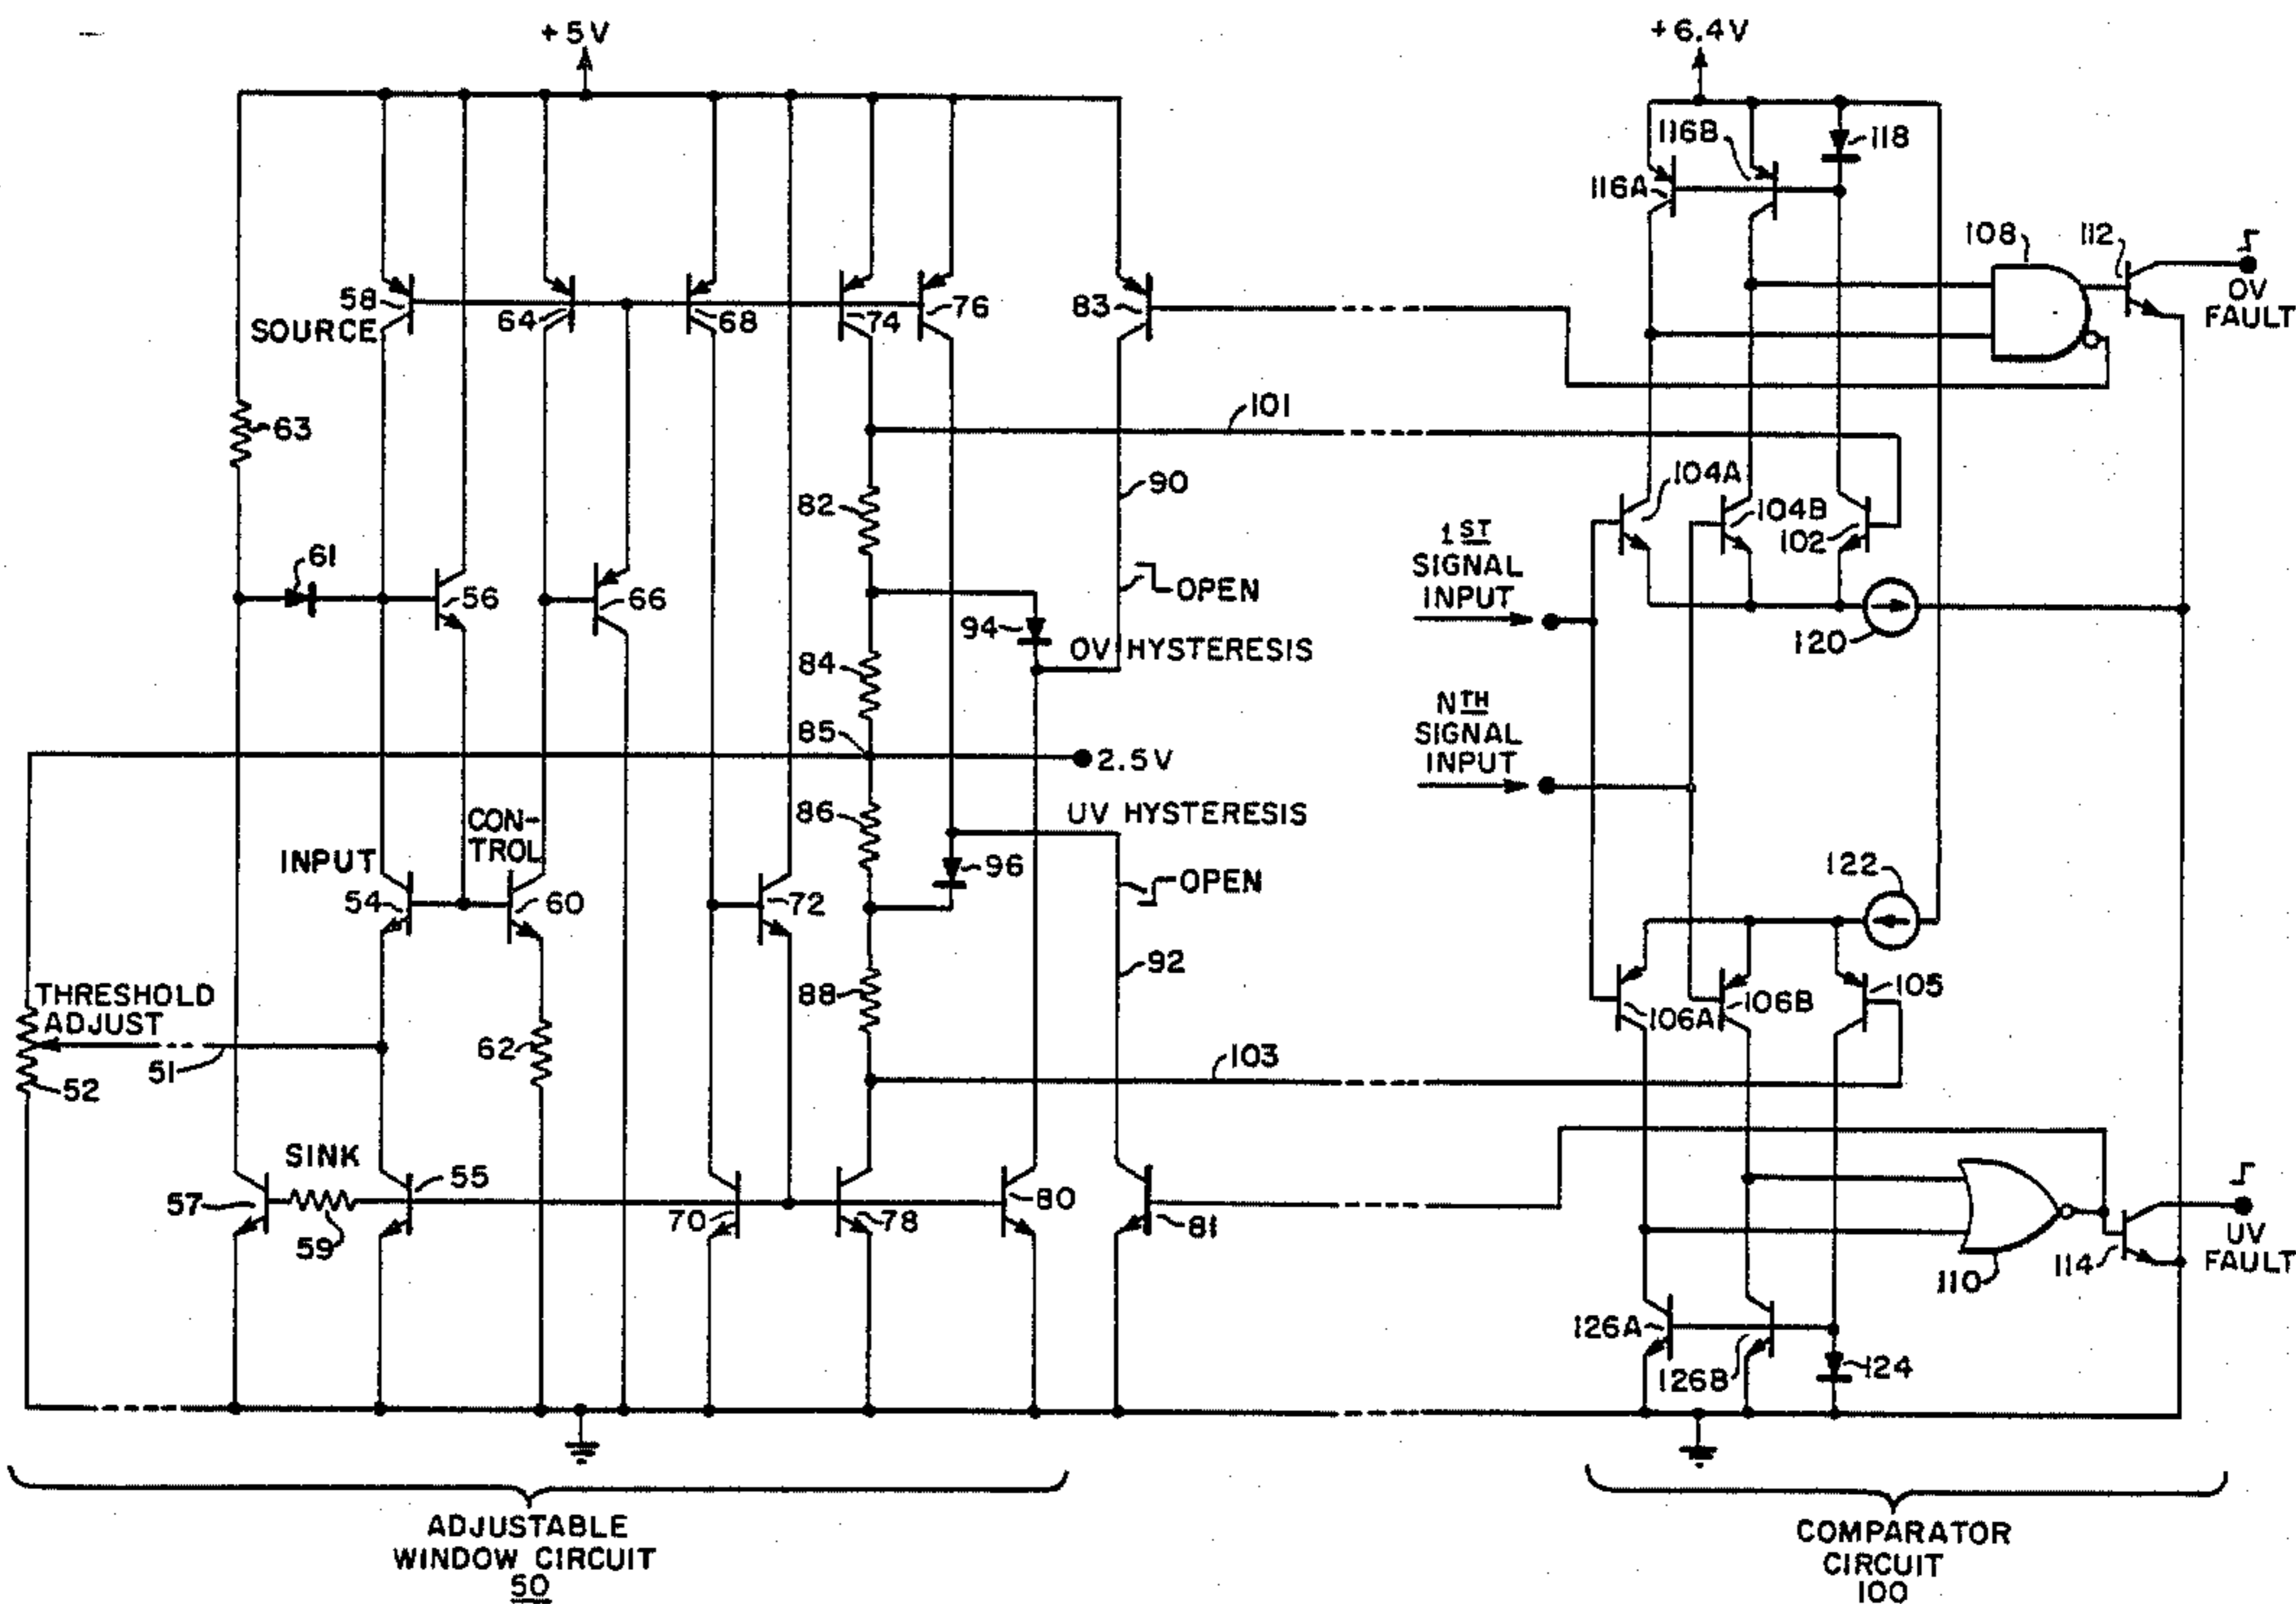 +5V
+6.4V
116B
118
116A
108
112
OV
FAULT
58
SOURCE
64
68
74
76
83
101
63
104A
90
82
104B
1ST
SIGNAL
INPUT
102
61
56
66
OPEN
94
OV HYSTERESIS
120
84
NTH
SIGNAL
INPUT
85
2.5V
86
UV HYSTERESIS
CON-
TROL
INPUT
96
OPEN
122
54
60
72
92
THRESHOLD
ADJUST
88
106A
106B
105
62
51
52
103
SINK
55
57
59
70
78
80
81
UV
FAULT
114
110
126A
126B
124
ADJUSTABLE
WINDOW CIRCUIT
50
COMPARATOR
CIRCUIT
100